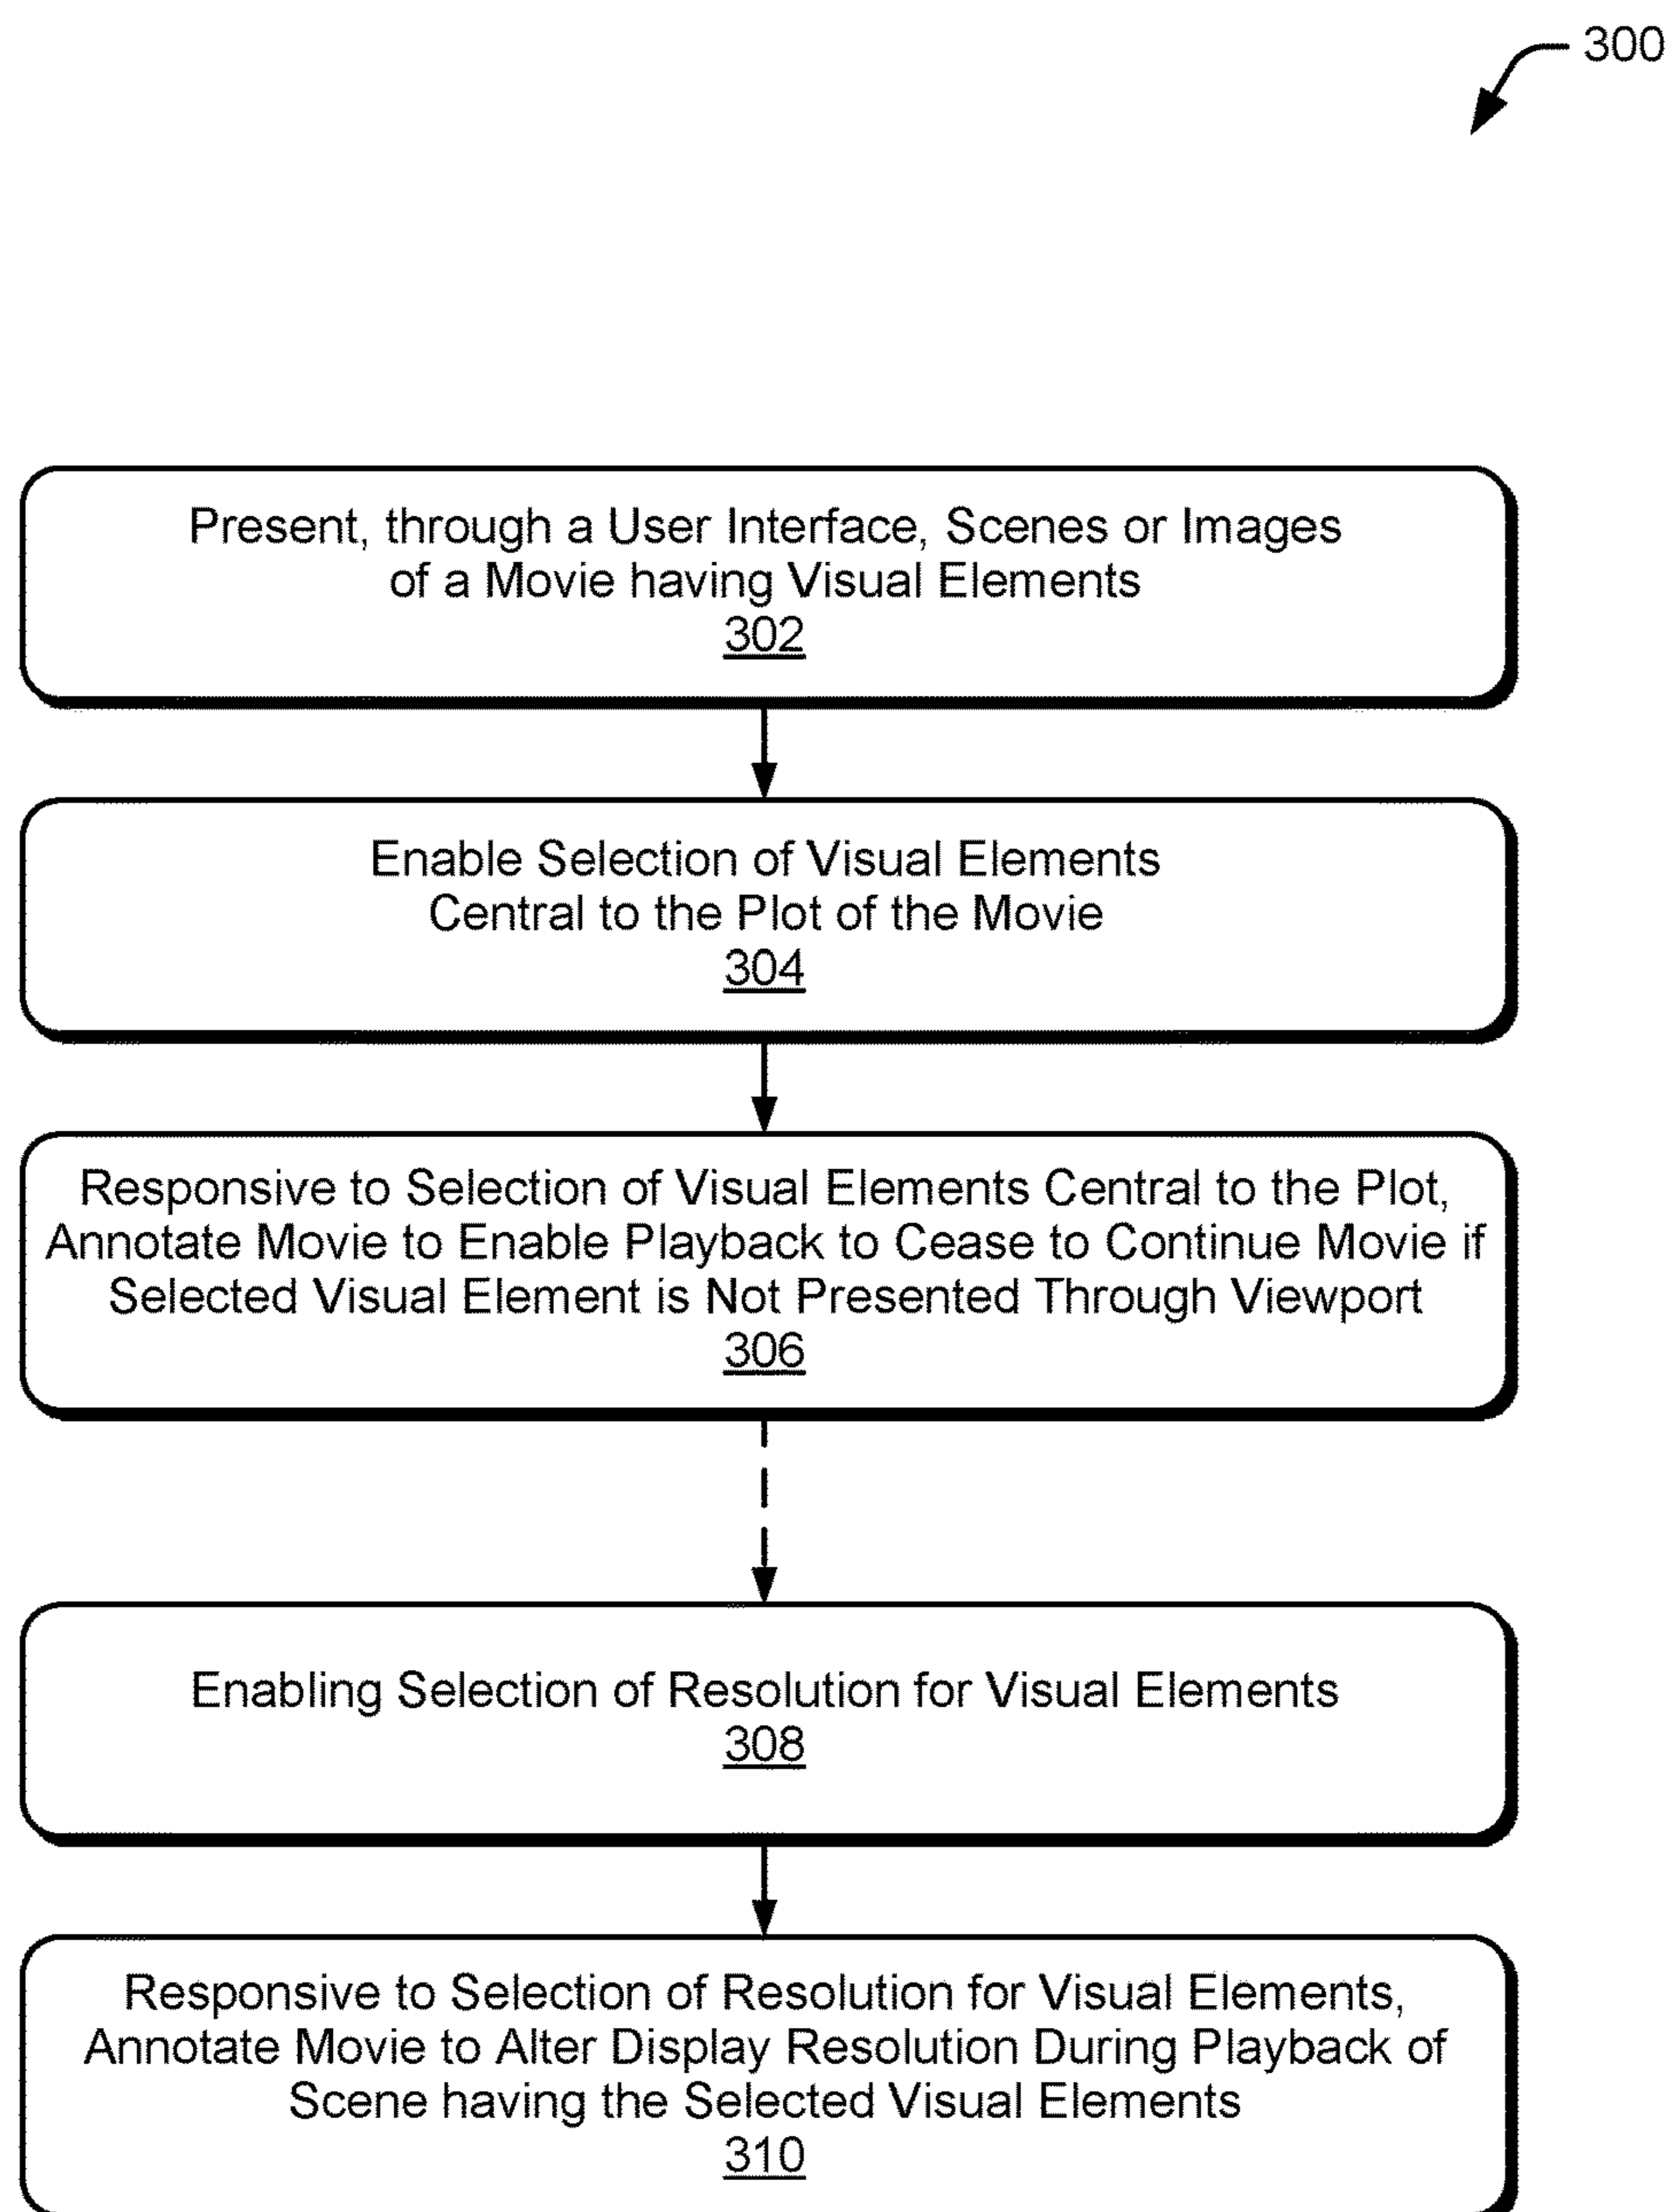 300
Present, through a User Interface, Scenes or Images
of a Movie having Visual Elements
302
Enable Selection of Visual Elements
Central to the Plot of the Movie
304
Responsive to Selection of Visual Elements Central to the Plot,
Annotate Movie to Enable Playback to Cease to Continue Movie if
Selected Visual Element is Not Presented Through Viewport
306
Enabling Selection of Resolution for Visual Elements
308
Responsive to Selection of Resolution for Visual Elements,
Annotate Movie to Alter Display Resolution During Playback of
Scene having the Selected Visual Elements
310